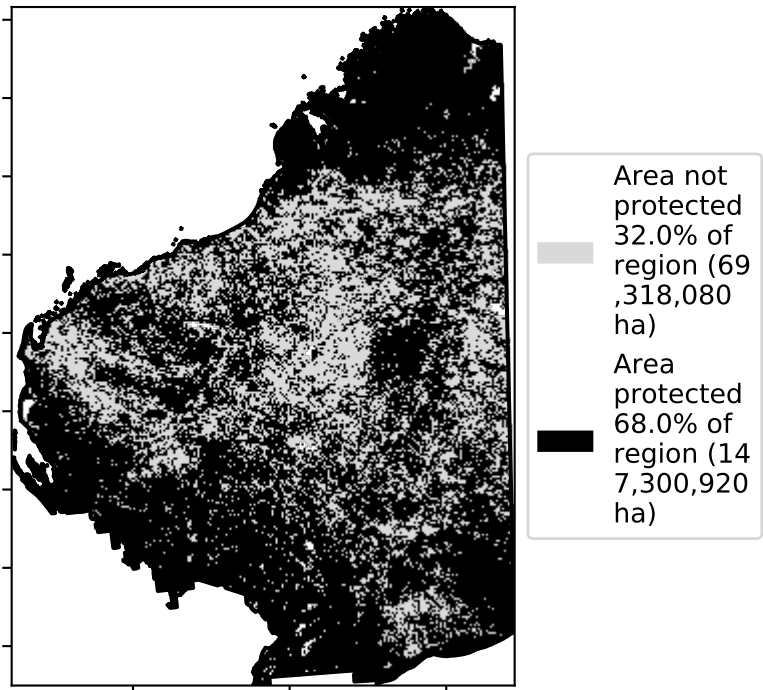 Area not
protected
32.0% of
region (69
,318,080
ha)
Area
protected
68.0% of
region (14
7,300,920
ha)